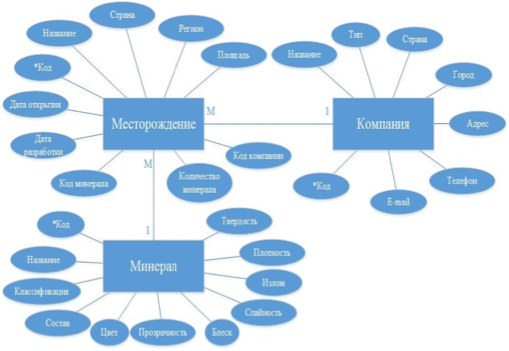 Страна
Название
Регион
Площадь
*Код
Дата открытия
Дата
разработки
Месторождение
Код минерала
Количество
минерала
Код компании
M
1
M
1
Тип
Название
Страна
Город
Компания
Адрес
Телефон
*Код
E-mail
*Код
Название
Классификация
Состав
Цвет
Прозрачность
Блеск
Минерал
Твердость
Плотность
Излом
Спайность